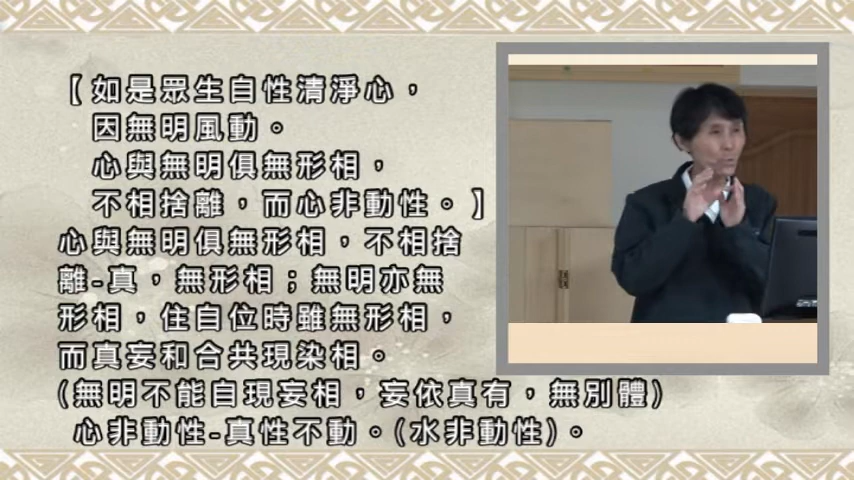 〖如是眾生自性清淨心，
因無明風動。
心與無明俱無形相，
不相捨離，而心非動性。〗
心與無明俱無形相，不相捨
離-真，無形相；無明亦無
形相，住自位時雖無形相，
而真妄和合共現染相。
(無明不能自現妄相，妄依真有，無別體)
心非動性-真性不動。(水非動性)。